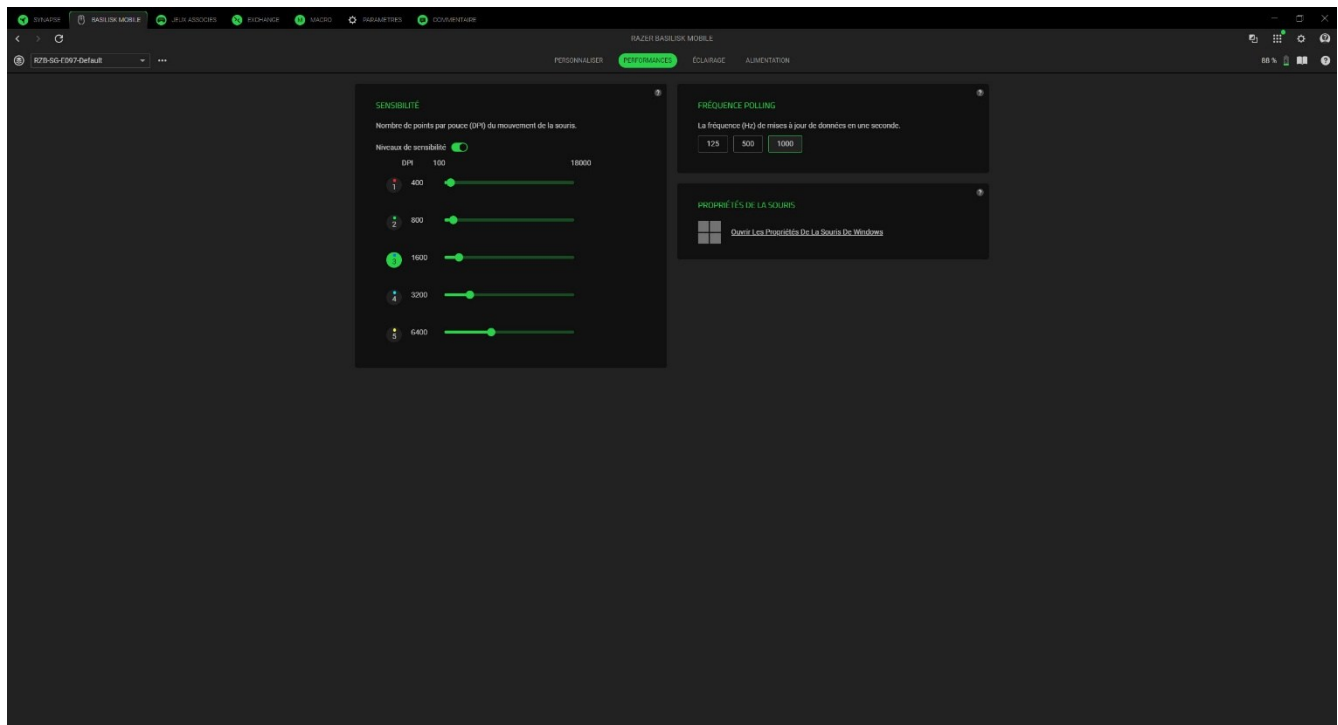 SYNAPSE BASILISK MOBILE JEUX ASSOCIES EXCHANGE MACRO PARAMETRES COMMENTAIRE
RAZER BASILISK MOBILE
RZB-SG-E097-Default PERSONNALISER PERFORMANCES ÉCLAIRAGE ALIMENTATION 88 %
SENSIBILITÉ
Nombre de points par pouce (DPI) du mouvement de la souris.
Niveaux de sensibilité
DPI 100 18000
1 400
2 800
3 1600
4 3200
5 6400
FRÉQUENCE POLLING
La fréquence (Hz) de mises à jour de données en une seconde.
125 500 1000
PROPRIÉTÉS DE LA SOURIS
Ouvrir Les Propriétés De La Souris De Windows